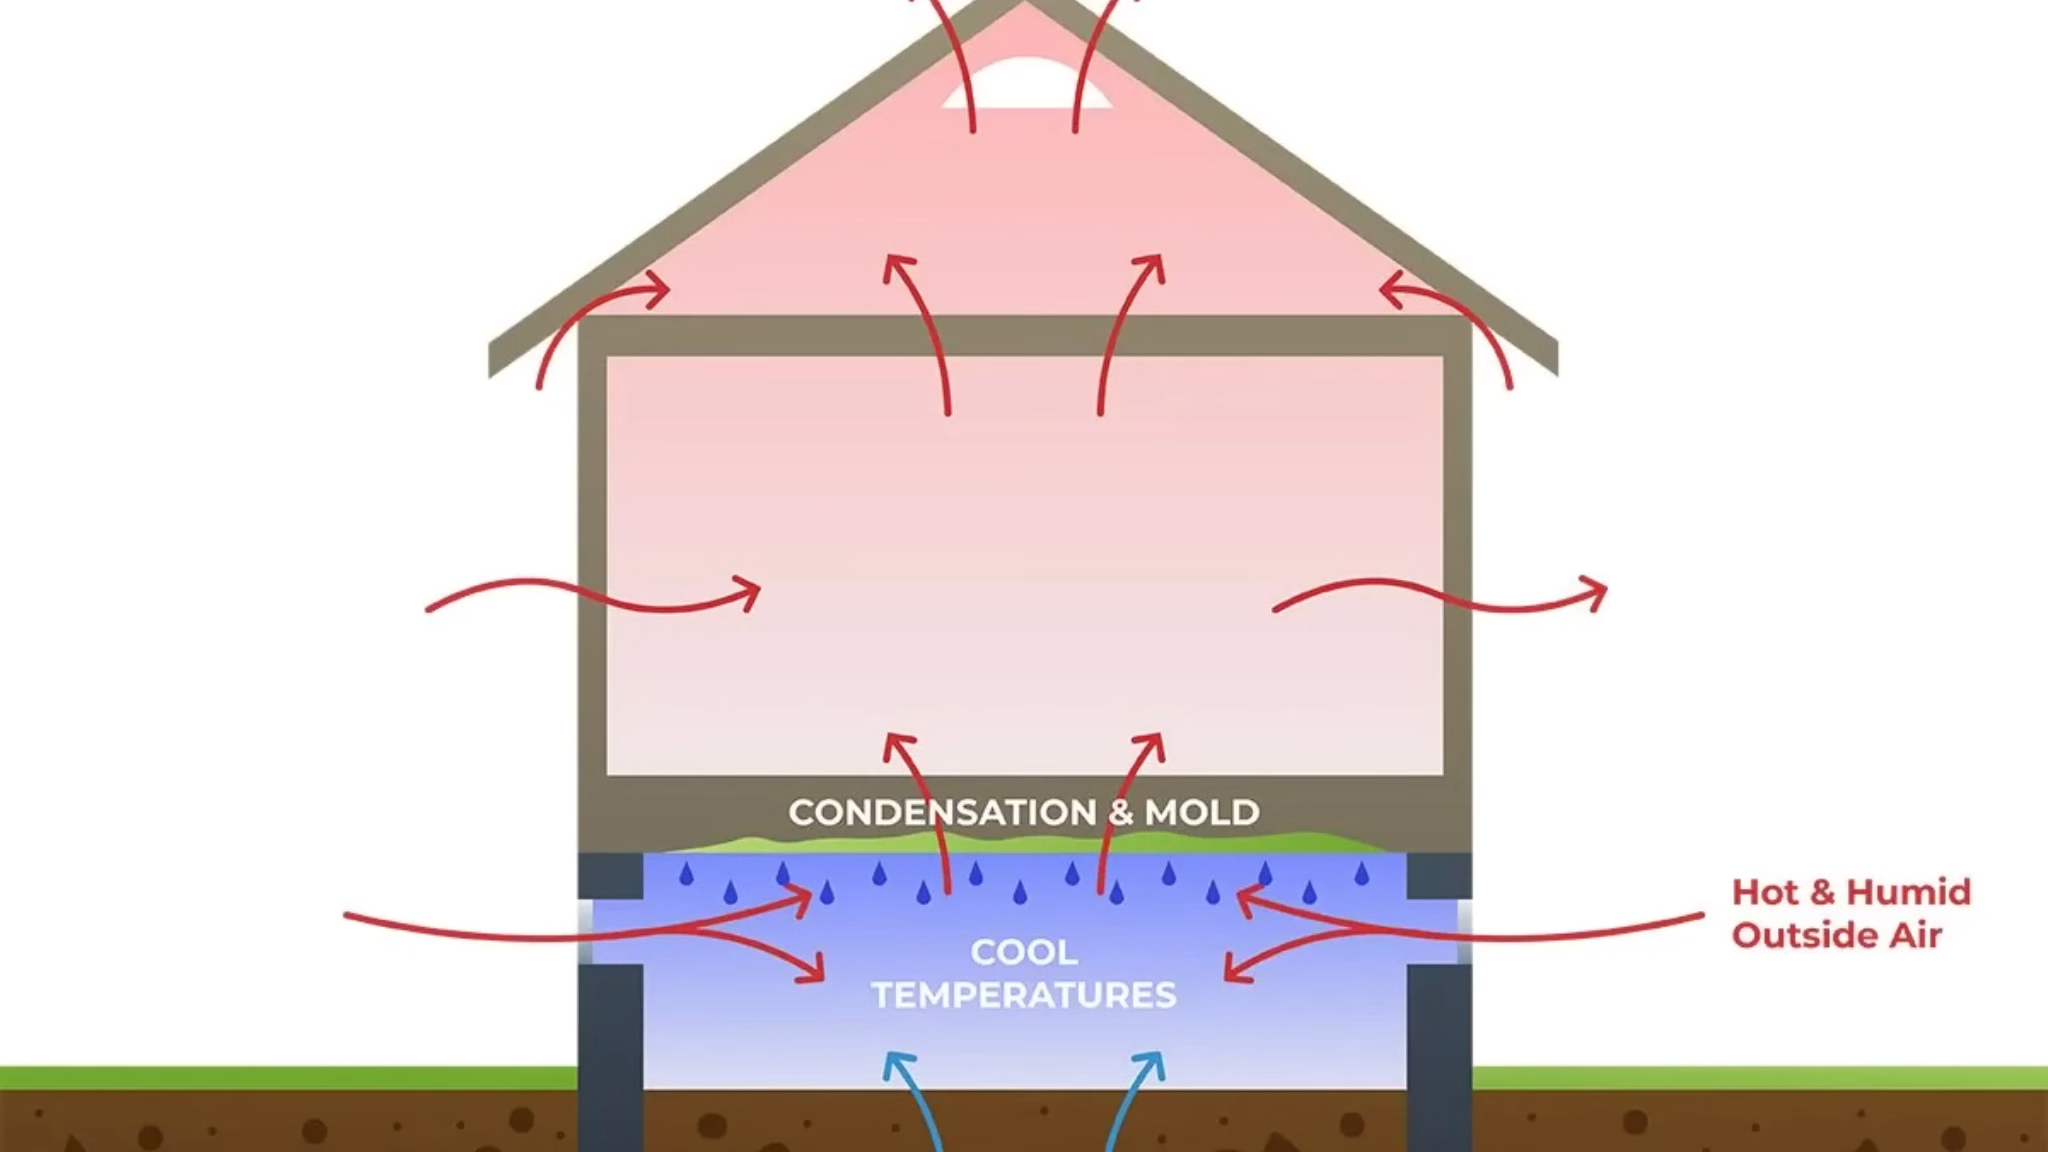 CONDENSATION & MOLD
Hot & Humid
Outside Air
COOL
TEMPERATURES